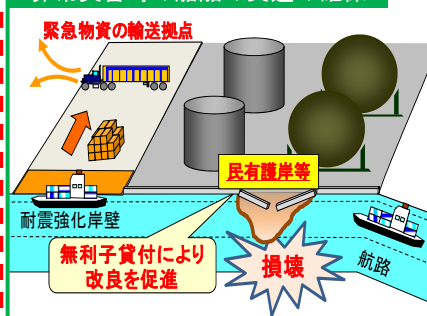 緊急物資の輸送拠点
民有護岸等
耐震強化岸壁
無利子貸付により
改良を促進
損壊
航路